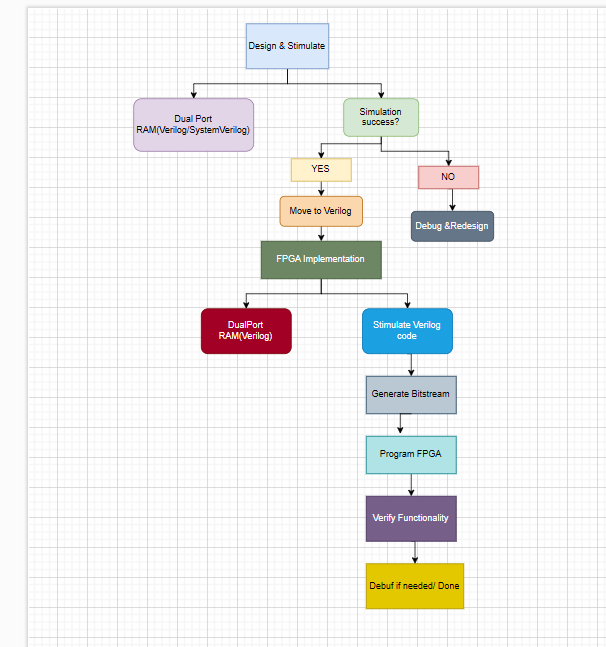 Design & Stimulate
Dual Port
RAM(Verilog/SystemVerilog)
Simulation
success?
YES
NO
Move to Verilog
Debug &Redesign
FPGA Implementation
DualPort
RAM(Verilog)
Stimulate Verilog
code
Generate Bitstream
Program FPGA
Verify Functionality
Debuf if needed/ Done